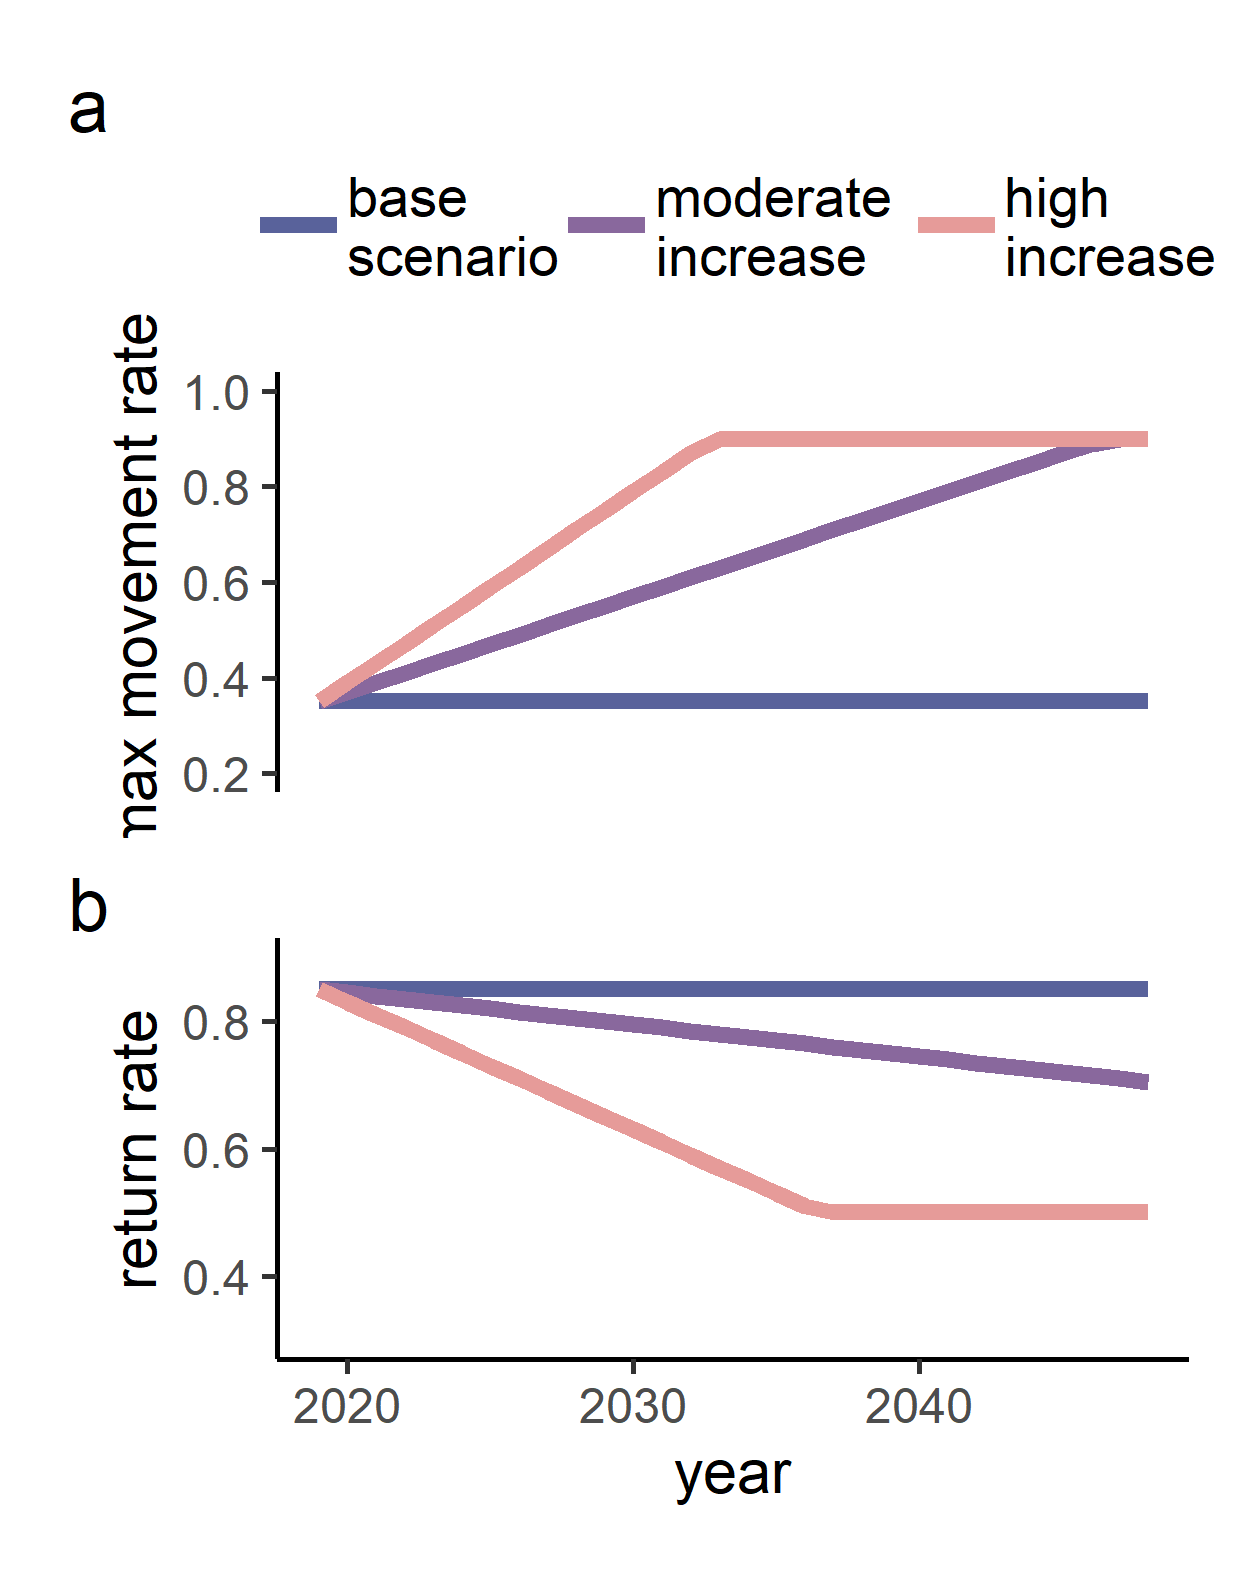 a
base
scenario
moderate
increase
high
increase
max movement rate
1.0
0.8
0.6
0.4
0.2
b
return rate
0.8
0.6
0.4
2020
2030
2040
year